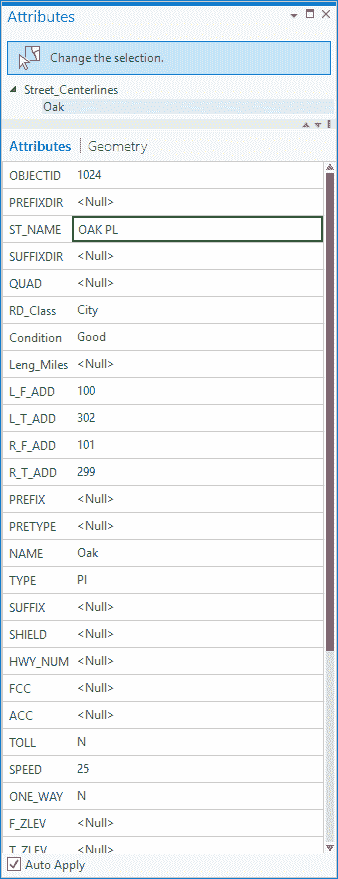 Attributes
Change the selection.
Street_Centerlines
Oak
Attributes | Geometry
OBJECTID 1024
PREFIXDIR <Null>
ST_NAME OAK PL
SUFFIXDIR <Null>
QUAD <Null>
RD_Class City
Condition Good
Leng_Miles <Null>
L_F_ADD 100
L_T_ADD 302
R_F_ADD 101
R_T_ADD 299
PREFIX <Null>
PRETYPE <Null>
NAME Oak
TYPE Pl
SUFFIX <Null>
SHIELD <Null>
HWY_NUM <Null>
FCC <Null>
ACC <Null>
TOLL N
SPEED 25
ONE_WAY N
F_ZLEV <Null>
T_ZLEV <Null>
Auto Apply